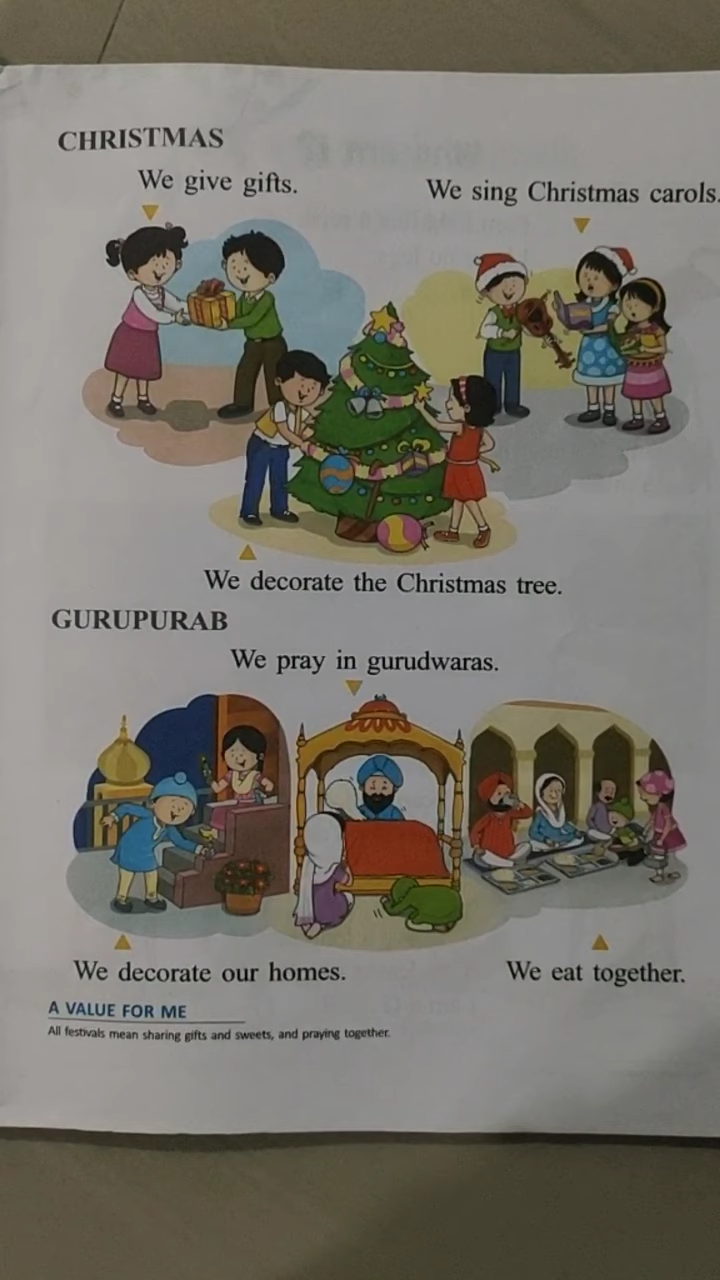 CHRISTMAS
We give gifts.
We sing Christmas carols.
We decorate the Christmas tree.
GURUPURAB
We pray in gurudwaras.
We decorate our homes.
We eat together.
A VALUE FOR ME
All festivals mean sharing gifts and sweets, and praying together.